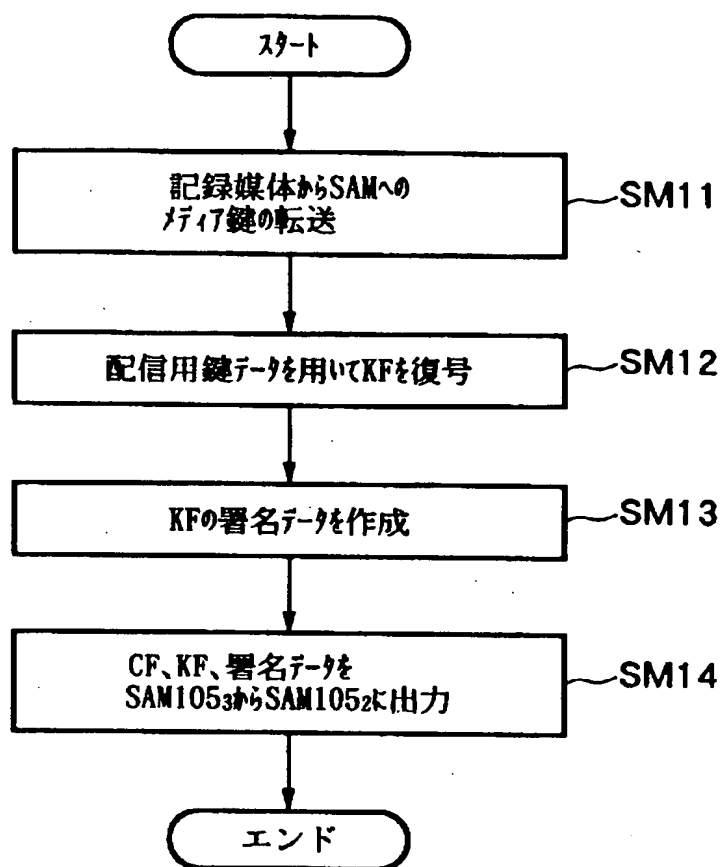 スタート
記録媒体からSAMへの
メディア鍵の転送
SM11
配信用鍵データを用いてKFを復号
SM12
KFの署名データを作成
SM13
CF、KF、署名データを
SAM105₃からSAM105₂に出力
SM14
エンド